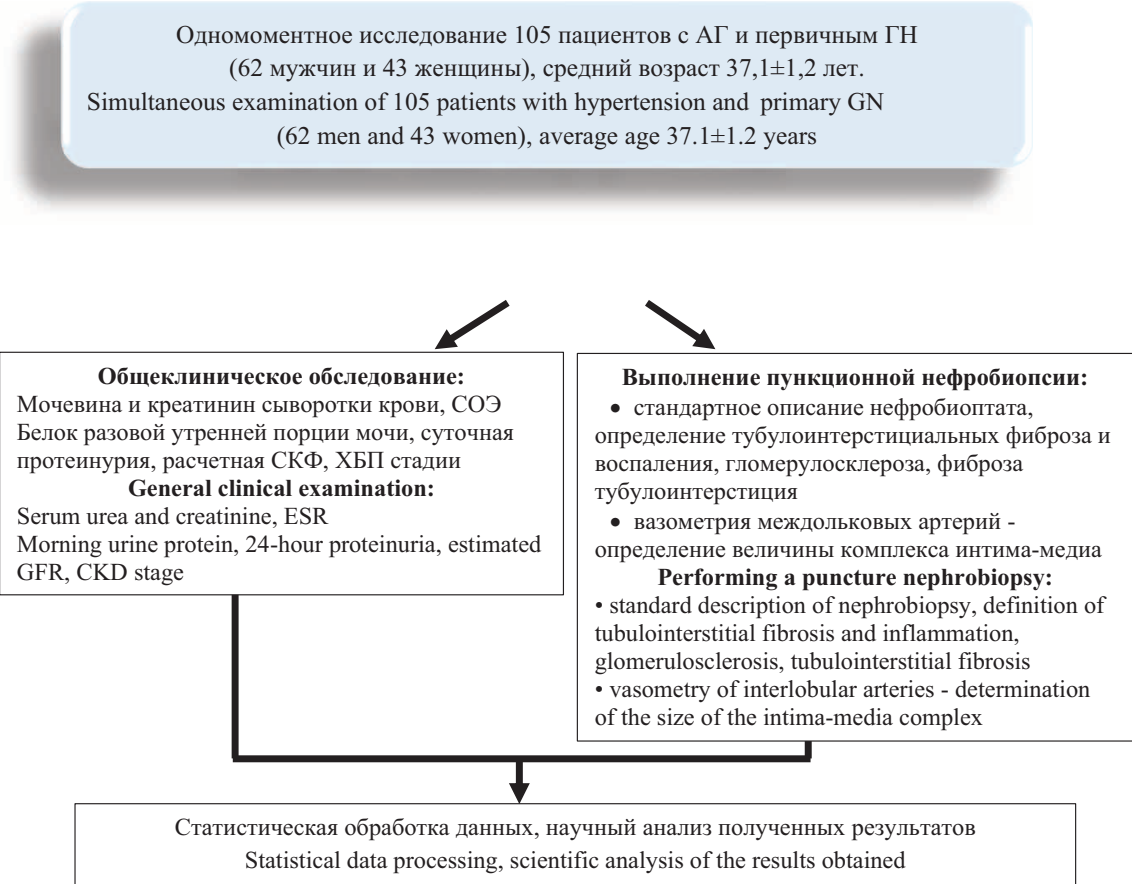 Одномоментное исследование 105 пациентов с АГ и первичным ГН
(62 мужчин и 43 женщины), средний возраст 37,1±1,2 лет.
Simultaneous examination of 105 patients with hypertension and primary GN
(62 men and 43 women), average age 37.1±1.2 years
Общеклиническое обследование:
Мочевина и креатинин сыворотки крови, СОЭ
Белок разовой утренней порции мочи, суточная
протеинурия, расчетная СКФ, ХБП стадии
General clinical examination:
Serum urea and creatinine, ESR
Morning urine protein, 24-hour proteinuria, estimated
GFR, CKD stage
Выполнение пункционной нефробиопсии:
• стандартное описание нефробиоптата,
определение тубулоинтерстициальных фиброза и
воспаления, гломерулосклероза, фиброза
тубулоинтерстиция
• вазометрия междольковых артерий -
определение величины комплекса интима-медиа
Performing a puncture nephrobiopsy:
• standard description of nephrobiopsy, definition of
tubulointerstitial fibrosis and inflammation,
glomerulosclerosis, tubulointerstitial fibrosis
• vasometry of interlobular arteries - determination
of the size of the intima-media complex
Статистическая обработка данных, научный анализ полученных результатов
Statistical data processing, scientific analysis of the results obtained